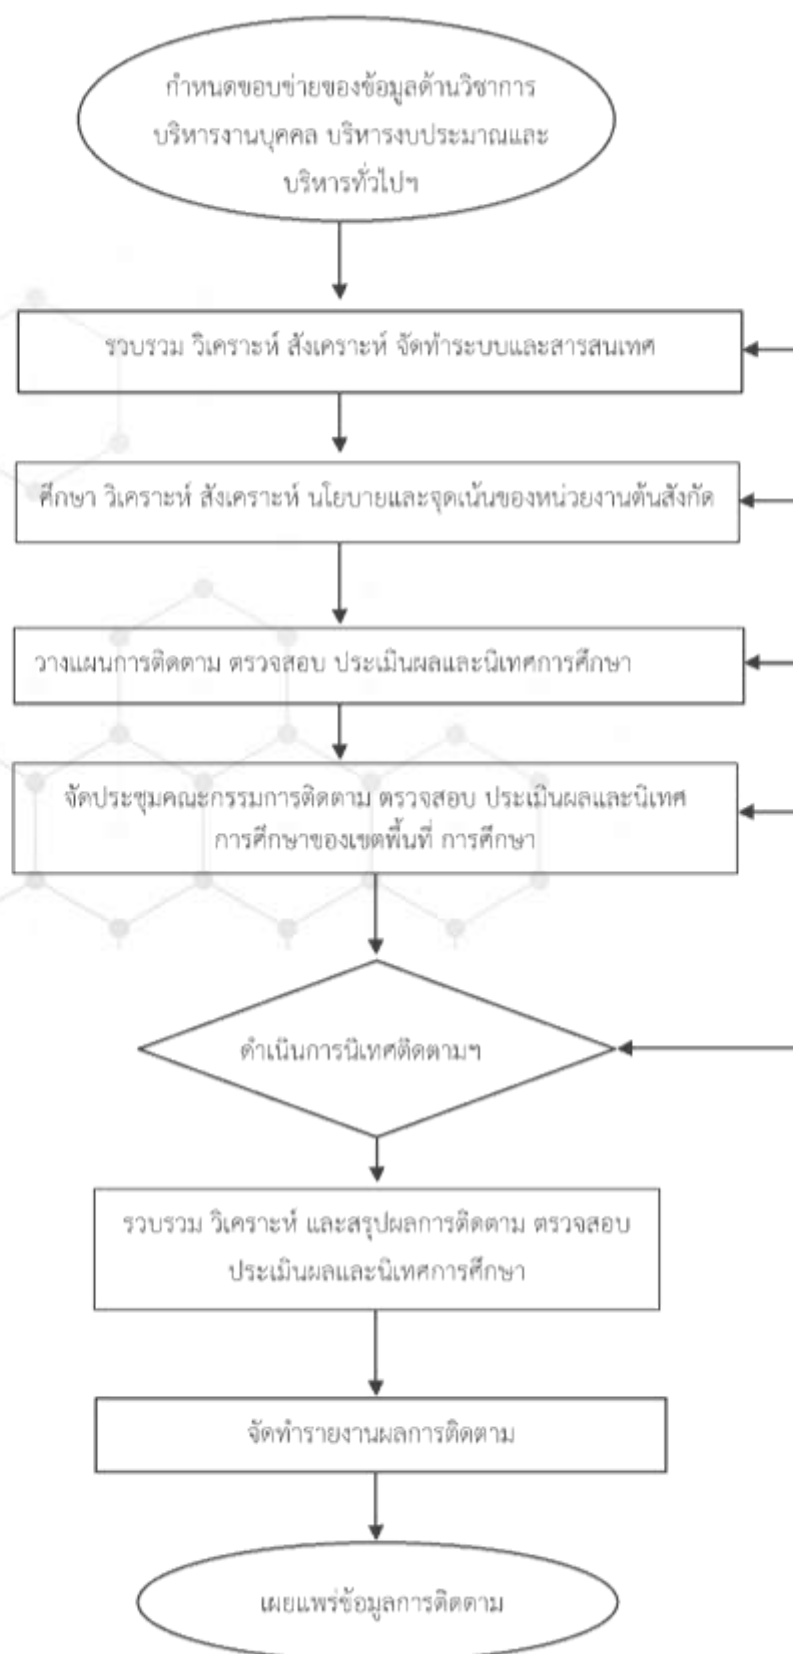 กำหนดขอบข่ายของข้อมูลด้านวิชาการ
บริหารงานบุคคล บริหารงบประมาณและ
บริหารทั่วไปฯ
รวบรวม วิเคราะห์ สังเคราะห์ จัดทำระบบและสารสนเทศ
ศึกษา วิเคราะห์ สังเคราะห์ นโยบายและจุดเน้นของหน่วยงานต้นสังกัด
วางแผนการติดตาม ตรวจสอบ ประเมินผลและนิเทศการศึกษา
จัดประชุมคณะกรรมการติดตาม ตรวจสอบ ประเมินผลและนิเทศ
การศึกษาของเขตพื้นที่ การศึกษา
ดำเนินการนิเทศติดตามฯ
รวบรวม วิเคราะห์ และสรุปผลการติดตาม ตรวจสอบ
ประเมินผลและนิเทศการศึกษา
จัดทำรายงานผลการติดตาม
เผยแพร่ข้อมูลการติดตาม